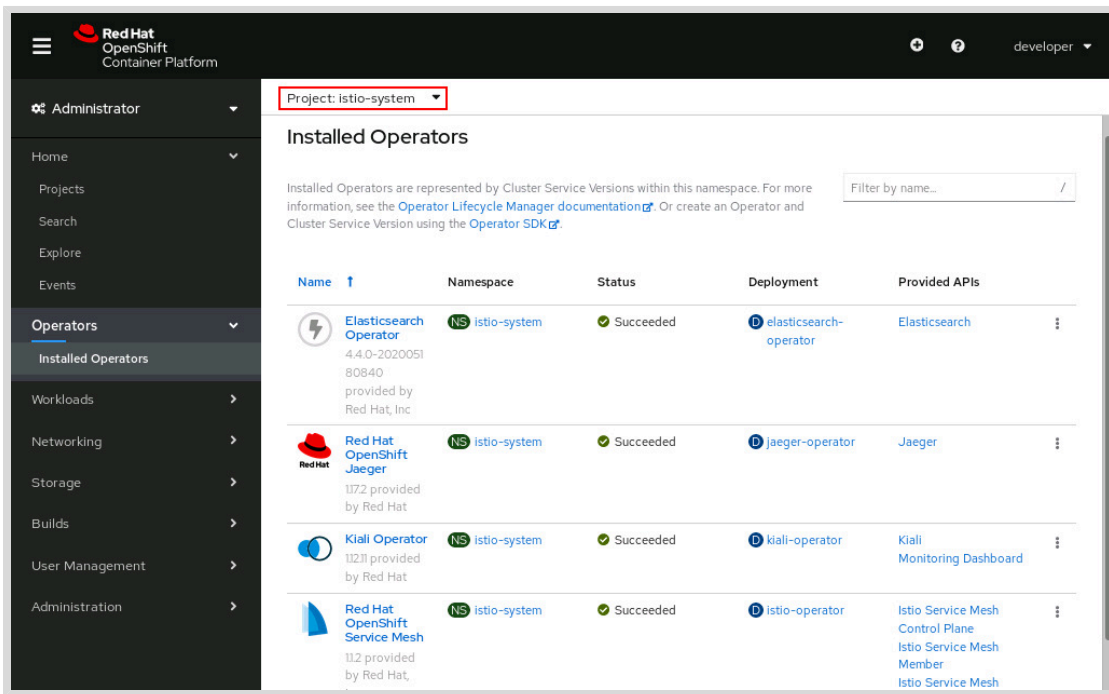 Red Hat
OpenShift
Container Platform
developer
Administrator
Home
Projects
Search
Explore
Events
Operators
Installed Operators
Workloads
Networking
Storage
Builds
User Management
Administration
Project: istio-system
Installed Operators
Installed Operators are represented by Cluster Service Versions within this namespace. For more
information, see the Operator Lifecycle Manager documentation. Or create an Operator and
Cluster Service Version using the Operator SDK.
Filter by name... /
Name Namespace Status Deployment Provided APIs
Elasticsearch
Operator
4.4.0-2020051
80840
provided by
Red Hat, Inc
NS istio-system
Succeeded
D elasticsearch-
operator
Elasticsearch
Red Hat
Red Hat
OpenShift
Jaeger
1.17.2 provided
by Red Hat
NS istio-system
Succeeded
D jaeger-operator
Jaeger
Kiali Operator
1.12.11 provided
by Red Hat
NS istio-system
Succeeded
D kiali-operator
Kiali
Monitoring Dashboard
Red Hat
OpenShift
Service Mesh
1.1.2 provided
by Red Hat,
NS istio-system
Succeeded
D istio-operator
Istio Service Mesh
Control Plane
Istio Service Mesh
Member
Istio Service Mesh